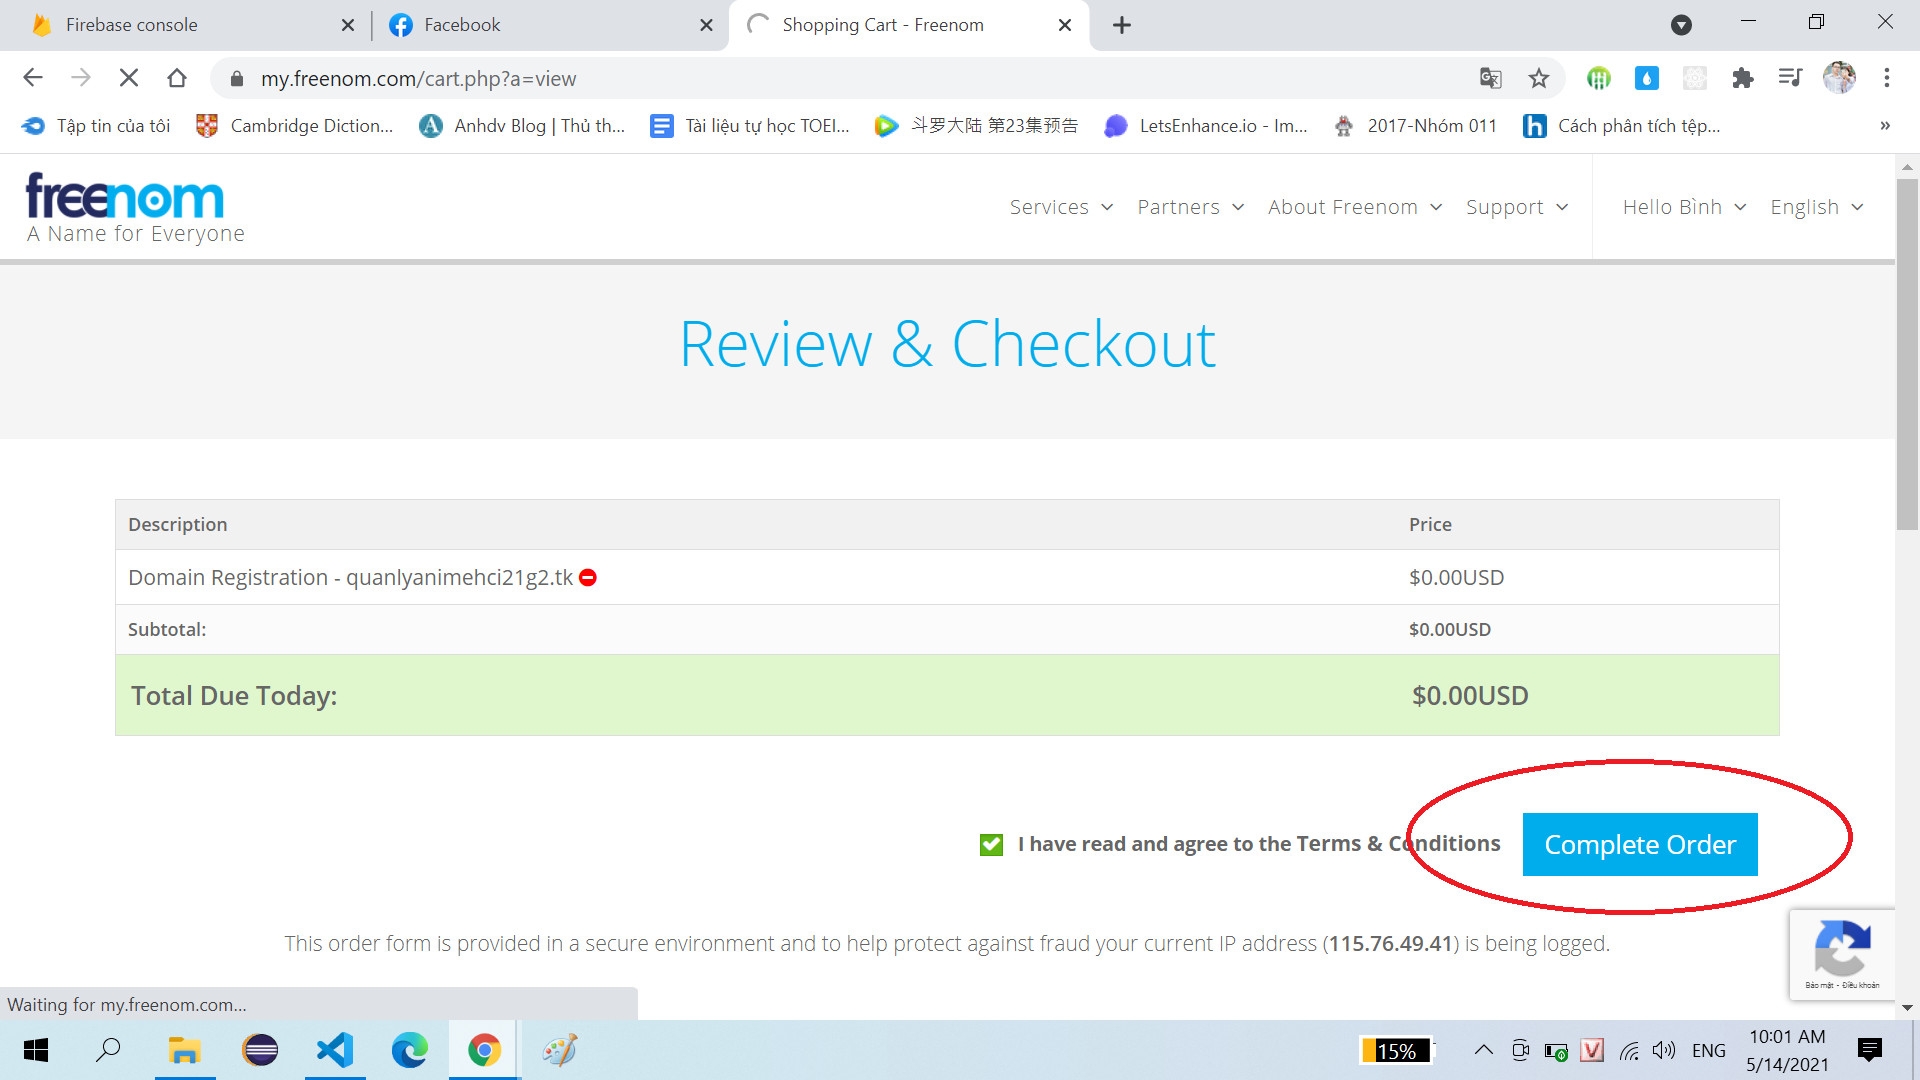 Firebase console
Facebook
Shopping Cart - Freenom
my.freenom.com/cart.php?a=view
Tập tin của tôi
Cambridge Diction...
Anhdv Blog | Thủ th...
Tài liệu tự học TOEI...
斗罗大陆 第23集预告
LetsEnhance.io - Im...
2017-Nhóm 011
Cách phân tích tệp...
»
freenom
A Name for Everyone
Services
Partners
About Freenom
Support
Hello Bình
English
Review & Checkout
Description Price
Domain Registration - quanlyanimehci21g2.tk $0.00USD
Subtotal: $0.00USD
Total Due Today: $0.00USD
I have read and agree to the Terms & Conditions
Complete Order
This order form is provided in a secure environment and to help protect against fraud your current IP address (115.76.49.41) is being logged.
Bảo mật - Điều khoản
Waiting for my.freenom.com...
15%
ENG
10:01 AM
5/14/2021